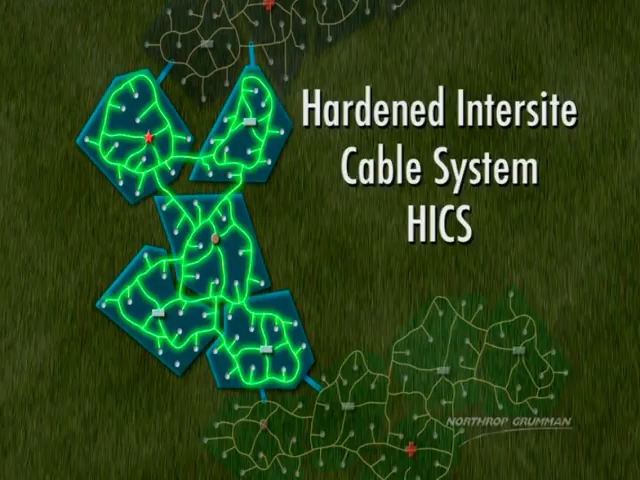 Hardened Intersite
Cable System
HICS
NORTHROP GRUMMAN